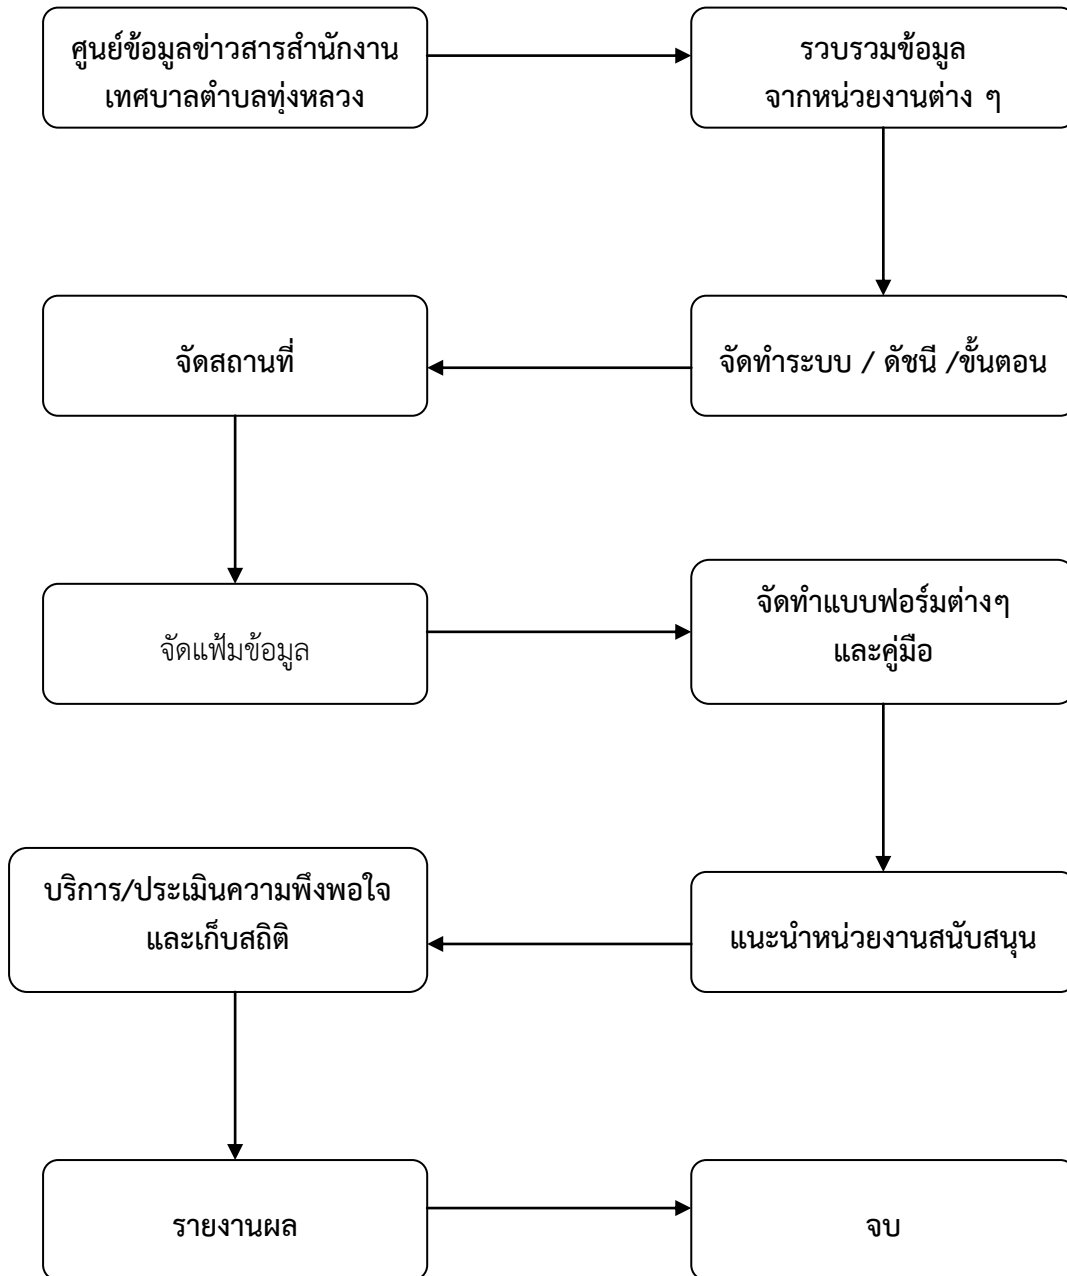 ศูนย์ข้อมูลข่าวสารสำนักงาน
เทศบาลตำบลทุ่งหลวง
รวบรวมข้อมูล
จากหน่วยงานต่าง ๆ
จัดทำระบบ / ดัชนี /ขั้นตอน
จัดสถานที่
จัดแฟ้มข้อมูล
จัดทำแบบฟอร์มต่างๆ
และคู่มือ
แนะนำหน่วยงานสนับสนุน
บริการ/ประเมินความพึงพอใจ
และเก็บสถิติ
รายงานผล
จบ